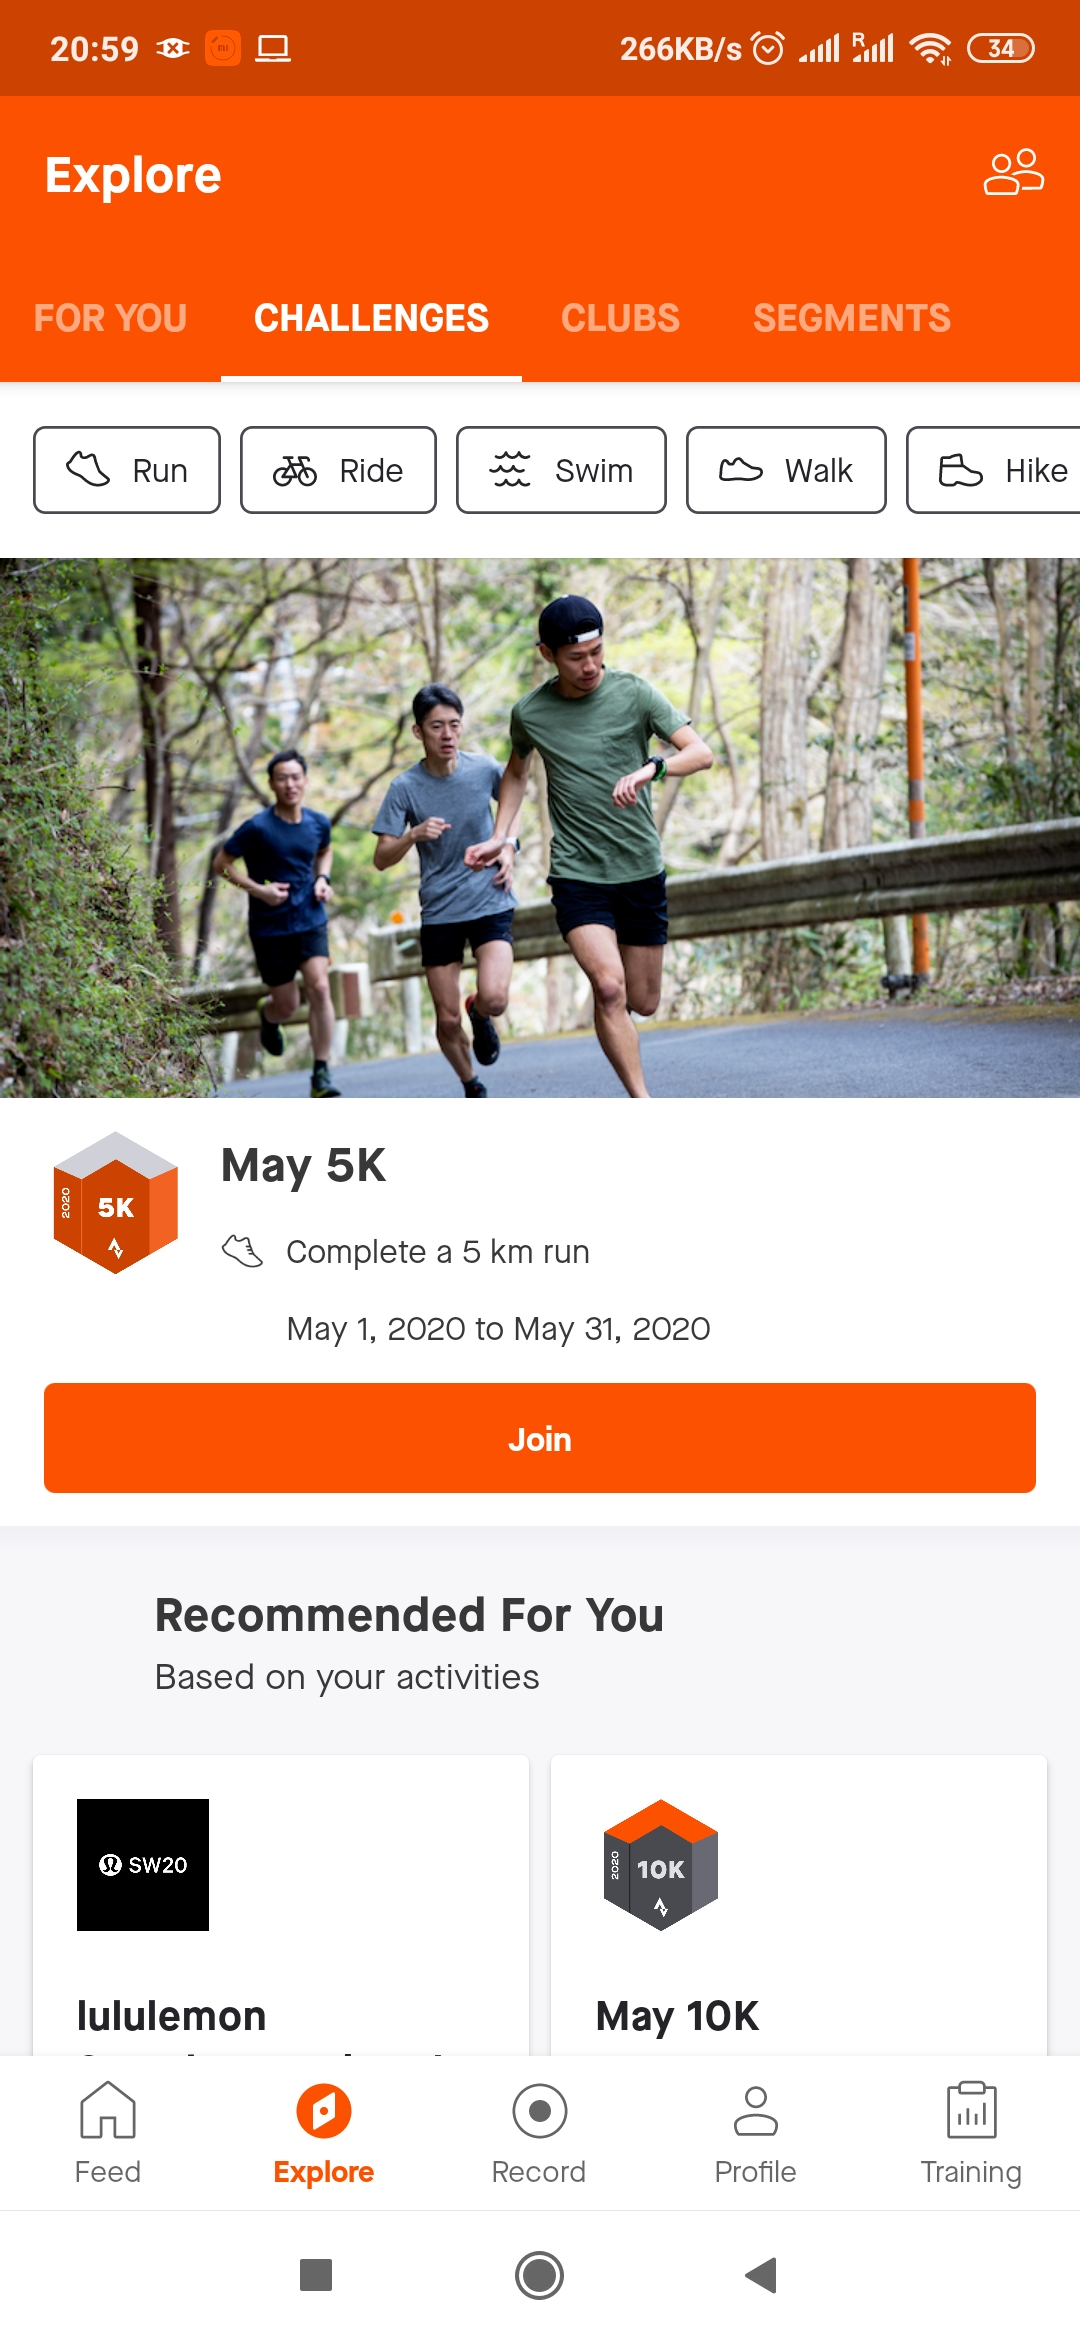 20:59 266KB/s R 34
Explore
FOR YOU CHALLENGES CLUBS SEGMENTS
Run Ride Swim Walk Hike
May 5K
2020 5K
Complete a 5 km run
May 1, 2020 to May 31, 2020
Join
Recommended For You
Based on your activities
SW20
2020 10K
lululemon
May 10K
Feed Explore Record Profile Training